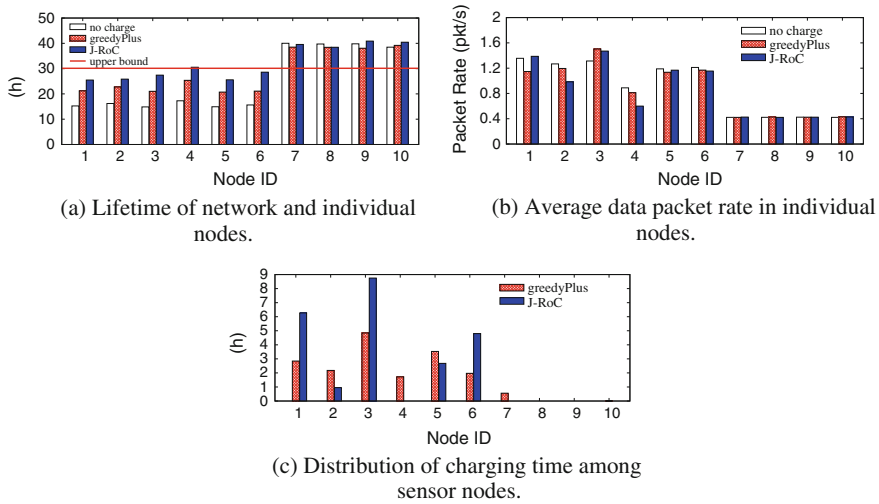 50
40
30
20
10
0
(h)
no charge
greedyPlus
J-RoC
upper bound
1 2 3 4 5 6 7 8 9 10
Node ID
(a) Lifetime of network and individual
nodes.
2
1.6
1.2
0.8
0.4
0
Packet Rate (pkt/s)
no charge
greedyPlus
J-RoC
1 2 3 4 5 6 7 8 9 10
Node ID
(b) Average data packet rate in individual
nodes.
9
8
7
6
5
4
3
2
1
0
(h)
greedyPlus
J-RoC
1 2 3 4 5 6 7 8 9 10
Node ID
(c) Distribution of charging time among
sensor nodes.